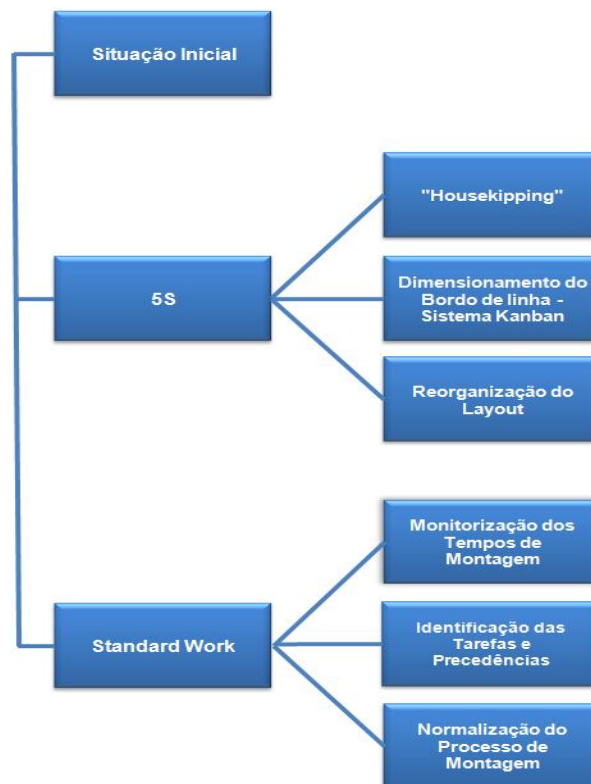 Situação Inicial
"Housekipping"
5S
Dimensionamento do
Bordo de linha -
Sistema Kanban
Reorganização do
Layout
Monitorização dos
Tempos de
Montagem
Standard Work
Identificação das
Tarefas e
Precedências
Normalização do
Processo de
Montagem